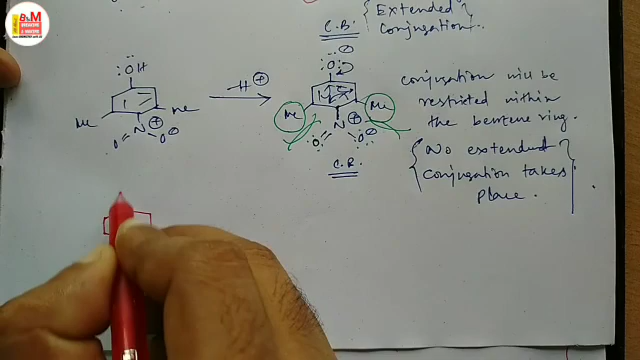 B&M
{ Extended
C.B.
Conjugation.
:ÖH
-H⊕
:Ö:⊖
conjugation will be
restricted within
the benzene ring.
Me
Me
N⊕
O
O⊖
Me
Me
N⊕
:O:
:O:⊖
C.B.
{ No extended }
Conjugation takes
place.